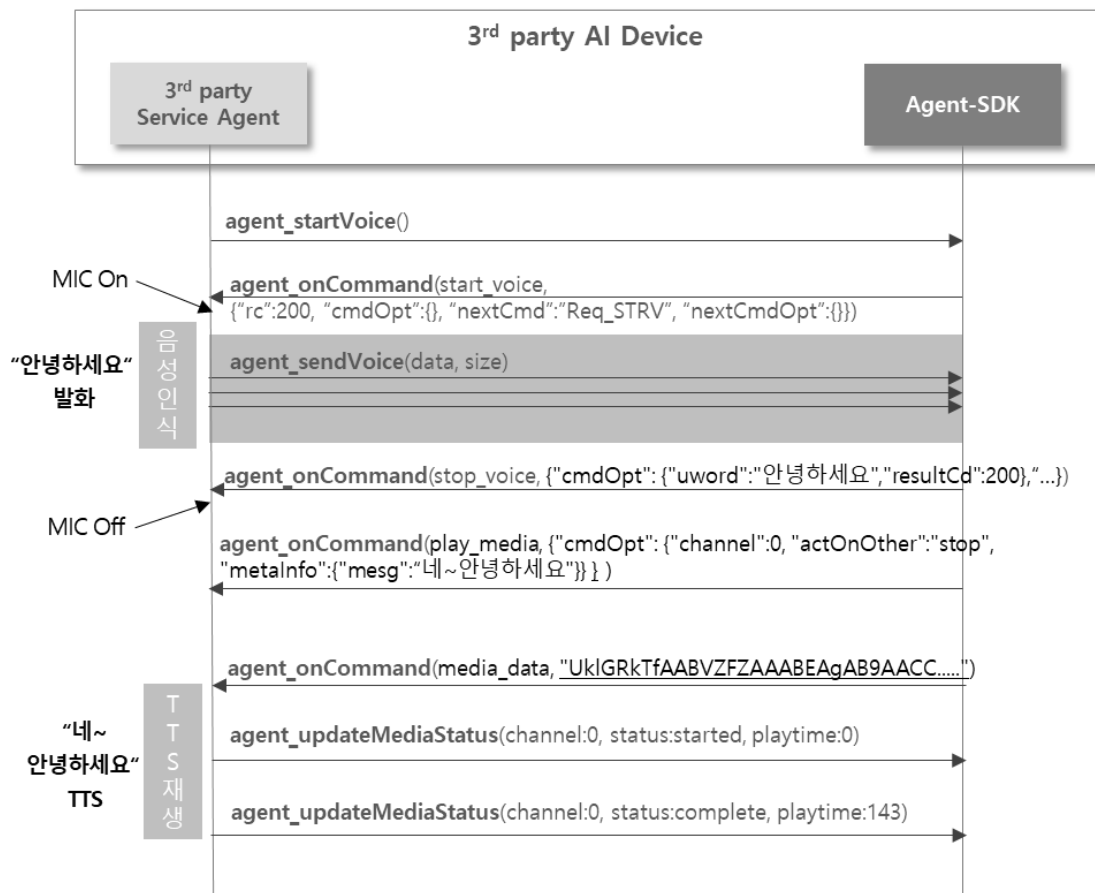 3rd party AI Device
3rd party
Service Agent
Agent-SDK
agent_startVoice()
MIC On
agent_onCommand(start_voice,
{“rc”:200, “cmdOpt”:{}, “nextCmd”:”Req_STRV”, “nextCmdOpt”:{}})
“안녕하세요“
발화
음성인식
agent_sendVoice(data, size)
agent_onCommand(stop_voice, {"cmdOpt": {"uword":"안녕하세요","resultCd":200},“...})
MIC Off
agent_onCommand(play_media, {"cmdOpt": {"channel":0, "actOnOther":"stop",
"metaInfo":{"mesg":“네~안녕하세요"}} } )
agent_onCommand(media_data, "UklGRkTfAABVZFZAAABEAgAB9AACC.....")
“네~
안녕하세요“
TTS
TTS재생
agent_updateMediaStatus(channel:0, status:started, playtime:0)
agent_updateMediaStatus(channel:0, status:complete, playtime:143)